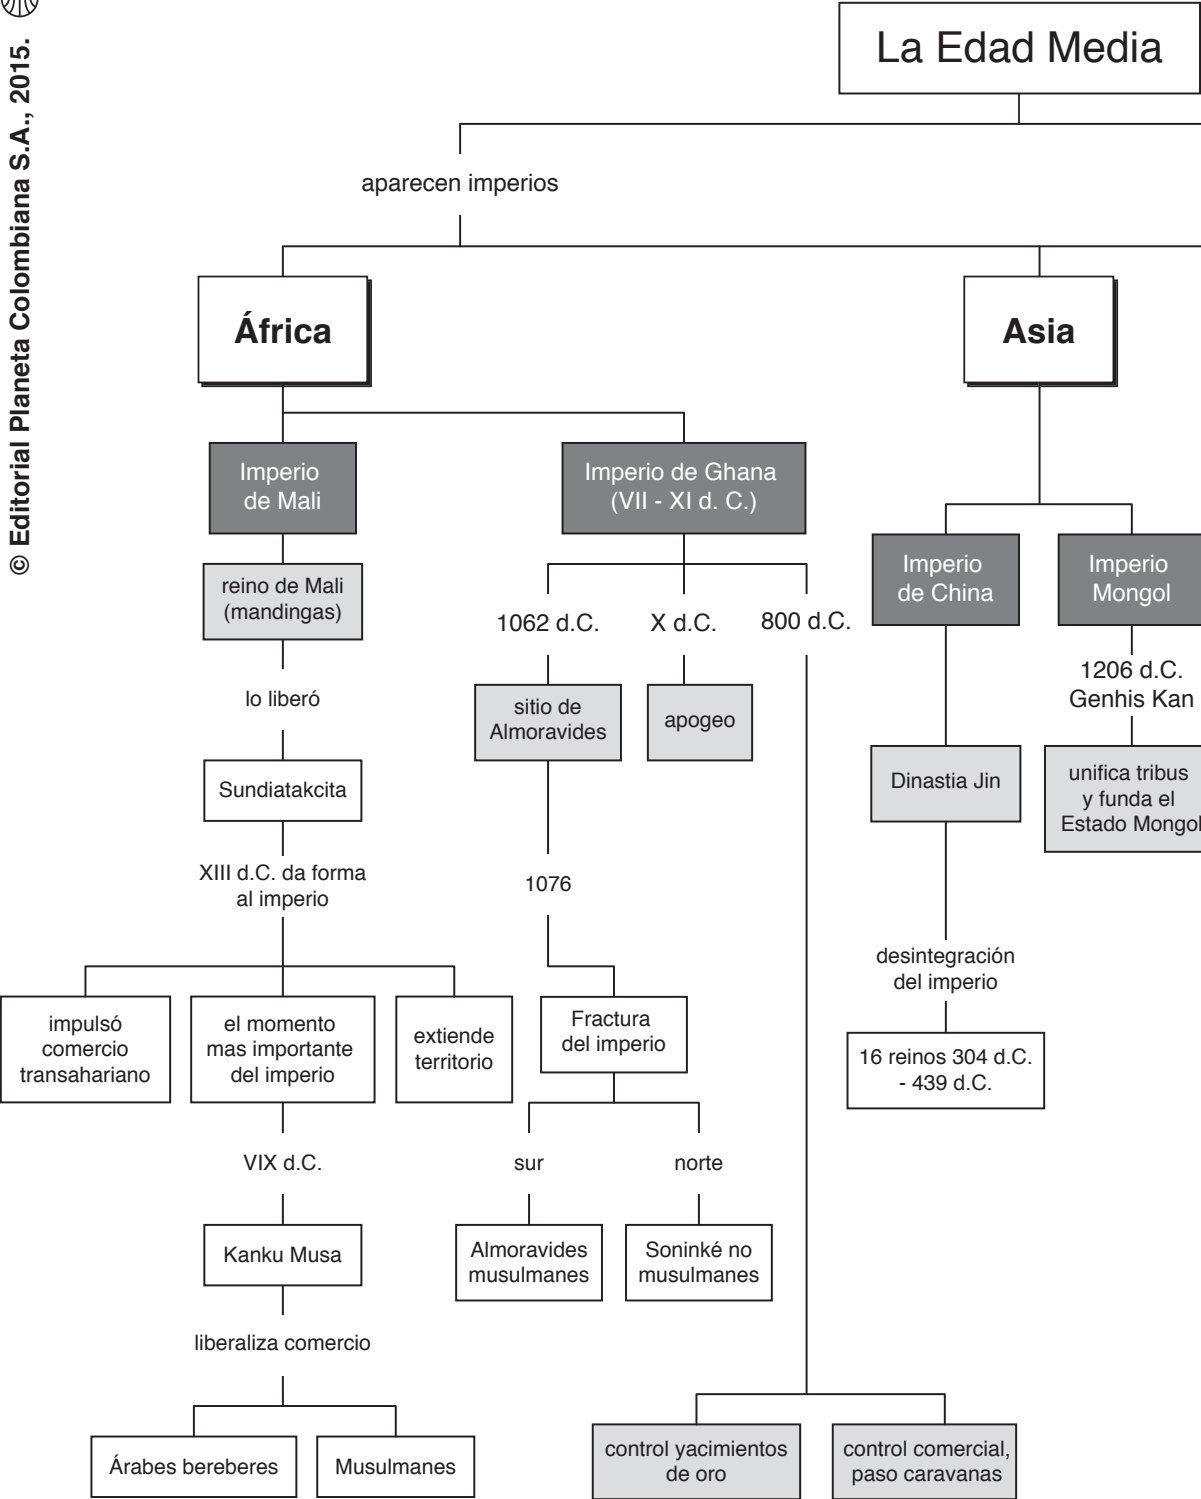 © Editorial Planeta Colombiana S.A., 2015.
La Edad Media
aparecen imperios
África
Asia
Imperio
de Mali
Imperio de Ghana
(VII - XI d. C.)
Imperio
de China
Imperio
Mongol
reino de Mali
(mandingas)
1062 d.C.
X d.C.
800 d.C.
1206 d.C.
Genhis Kan
lo liberó
sitio de
Almoravides
apogeo
Dinastia Jin
unifica tribus
y funda el
Estado Mongol
Sundiatakcita
XIII d.C. da forma
al imperio
1076
desintegración
del imperio
impulsó
comercio
transahariano
el momento
mas importante
del imperio
extiende
territorio
Fractura
del imperio
16 reinos 304 d.C.
- 439 d.C.
VIX d.C.
sur
norte
Kanku Musa
Almoravides
musulmanes
Soninké no
musulmanes
liberaliza comercio
Árabes bereberes
Musulmanes
control yacimientos
de oro
control comercial,
paso caravanas